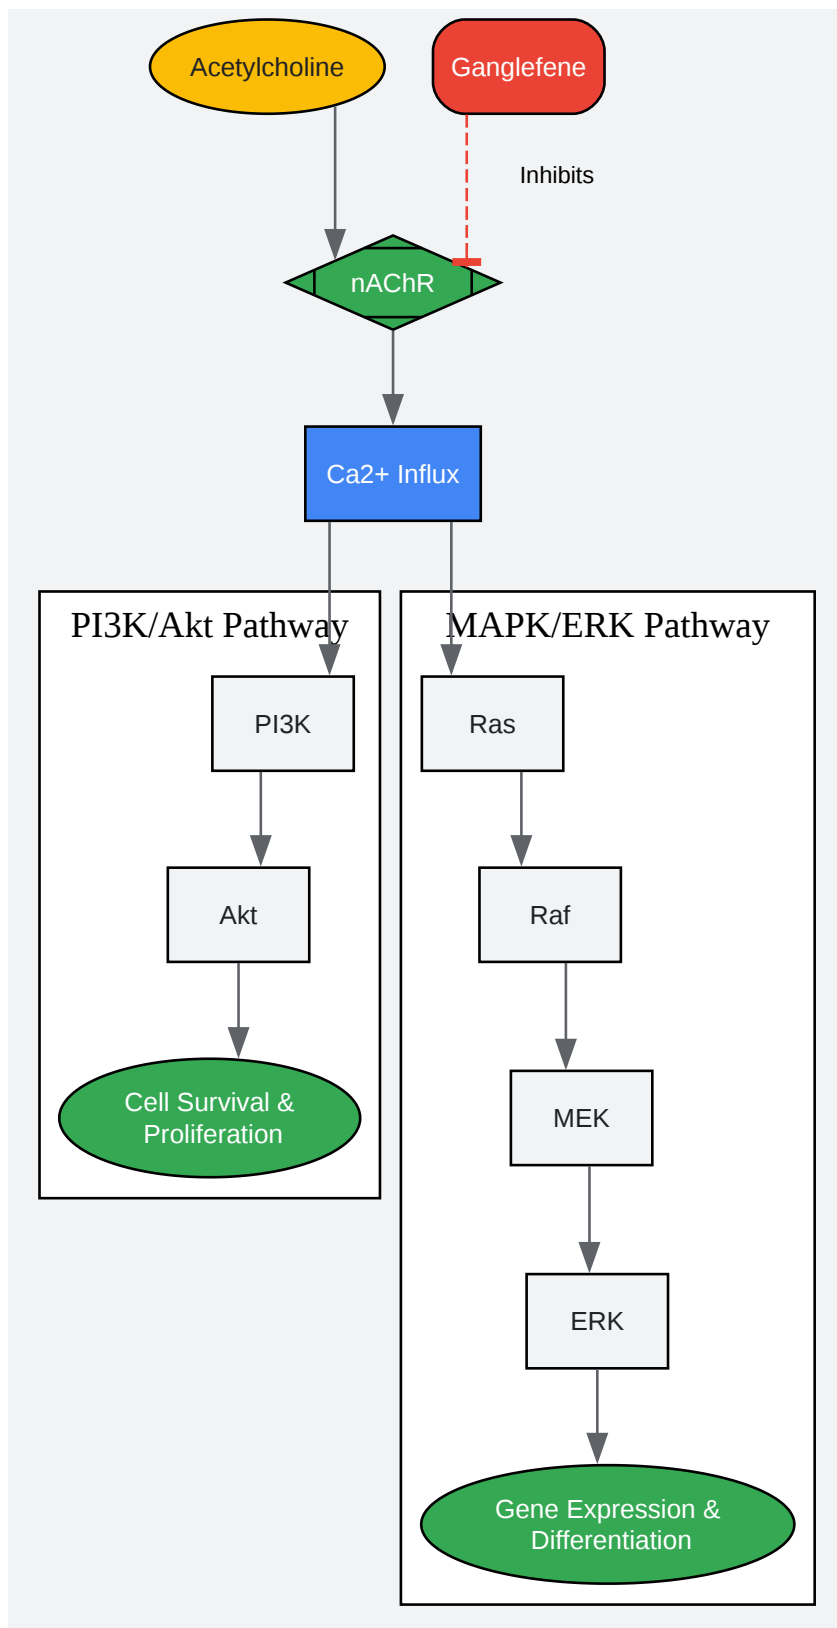 Acetylcholine
Ganglefene
Inhibits
nAChR
Ca2+ Influx
PI3K/Akt Pathway
MAPK/ERK Pathway
PI3K
Ras
Akt
Raf
Cell Survival &
Proliferation
MEK
ERK
Gene Expression &
Differentiation